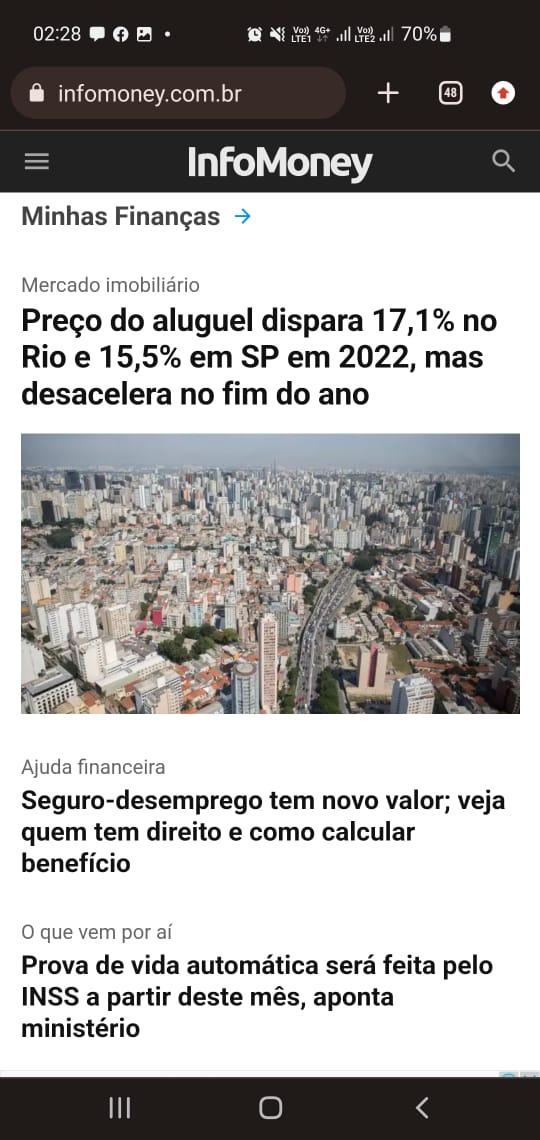 02:28 Vo)) LTE1 4G+ Vo)) LTE2 70%
infomoney.com.br 48
InfoMoney
Minhas Finanças →
Mercado imobiliário
Preço do aluguel dispara 17,1% no
Rio e 15,5% em SP em 2022, mas
desacelera no fim do ano
Ajuda financeira
Seguro-desemprego tem novo valor; veja
quem tem direito e como calcular
benefício
O que vem por aí
Prova de vida automática será feita pelo
INSS a partir deste mês, aponta
ministério